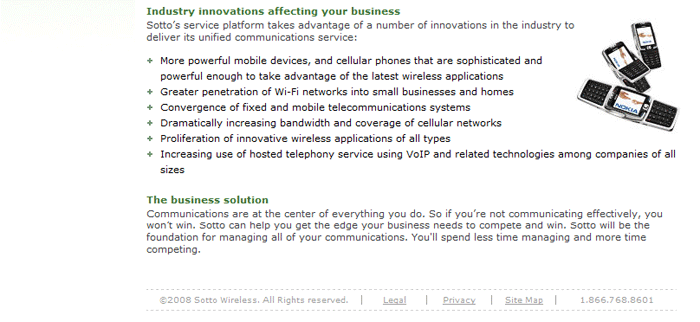 Industry innovations affecting your business
Sotto's service platform takes advantage of a number of innovations in the industry to
deliver its unified communications service:
+ More powerful mobile devices, and cellular phones that are sophisticated and
powerful enough to take advantage of the latest wireless applications
+ Greater penetration of Wi-Fi networks into small businesses and homes
+ Convergence of fixed and mobile telecommunications systems
+ Dramatically increasing bandwidth and coverage of cellular networks
+ Proliferation of innovative wireless applications of all types
+ Increasing use of hosted telephony service using VoIP and related technologies among companies of all
sizes
NOKIA
The business solution
Communications are at the center of everything you do. So if you're not communicating effectively, you
won't win. Sotto can help you get the edge your business needs to compete and win. Sotto will be the
foundation for managing all of your communications. You'll spend less time managing and more time
competing.
©2008 Sotto Wireless. All Rights reserved. | Legal | Privacy | Site Map | 1.866.768.8601